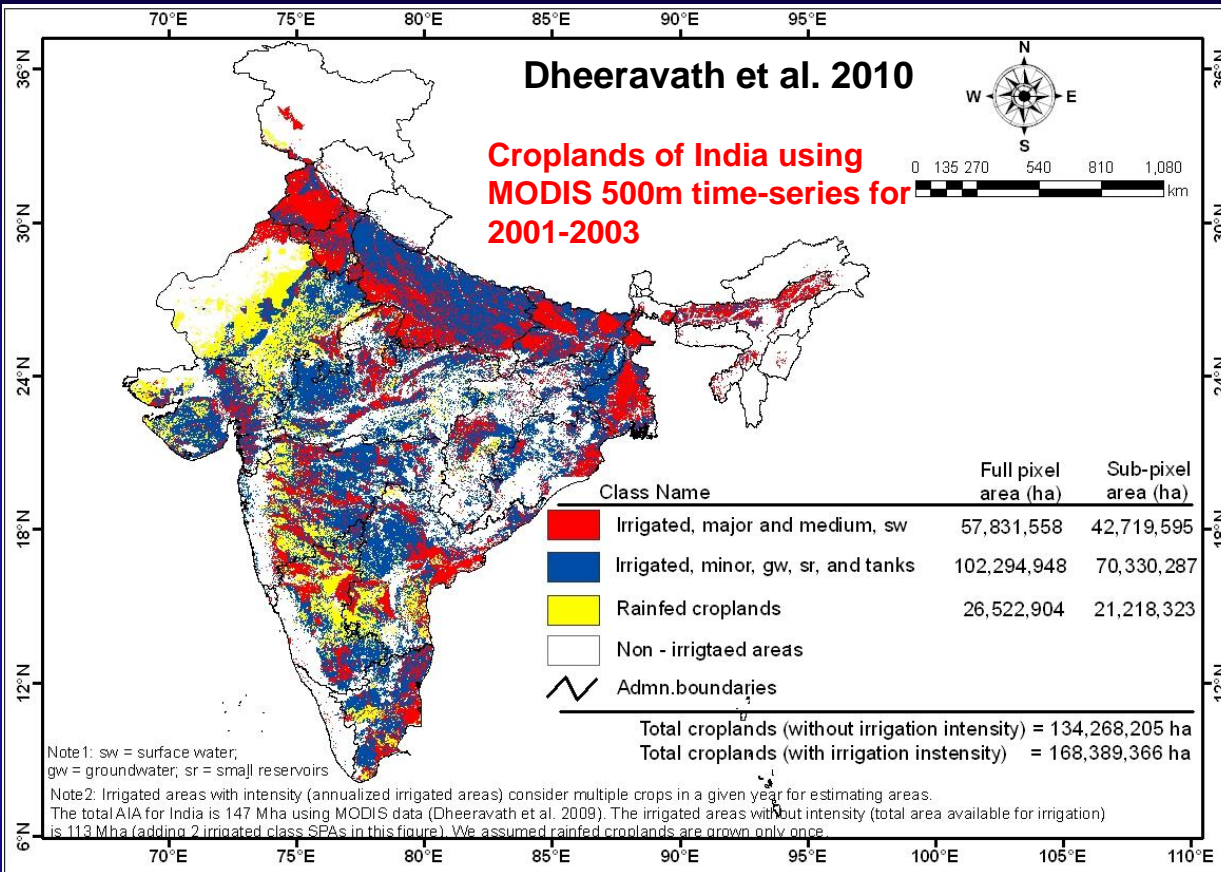 70°E 75°E 80°E 85°E 90°E 95°E
36°N
36°N
Dheeravath et al. 2010
N
W E
S
Croplands of India using
MODIS 500m time-series for
2001-2003
0 135 270 540 810 1,080
km
30°N
30°N
24°N
24°N
Full pixel Sub-pixel
Class Name area (ha) area (ha)
18°N
18°N
Irrigated, major and medium, sw 57,831,558 42,719,595
Irrigated, minor, gw, sr, and tanks 102,294,948 70,330,287
Rainfed croplands 26,522,904 21,218,323
Non - irrigtaed areas
12°N
12°N
Admn.boundaries
Total croplands (without irrigation intensity) = 134,268,205 ha
Total croplands (with irrigation instensity) = 168,389,366 ha
Note1: sw = surface water;
gw = groundwater; sr = small reservoirs
Note2: Irrigated areas with intensity (annualized irrigated areas) consider multiple crops in a given year for estimating areas.
The total AIA for India is 147 Mha using MODIS data (Dheeravath et al. 2009). The irrigated areas without intensity (total area available for irrigation)
is 113 Mha (adding 2 irrigated class SPAs in this figure). We assumed rainfed croplands are grown only once.
6°N
70°E 75°E 80°E 85°E 90°E 95°E 100°E 105°E 110°E